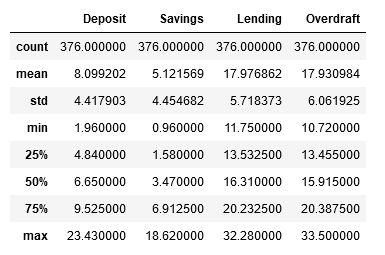 Deposit Savings Lending Overdraft
count 376.000000 376.000000 376.000000 376.000000
mean 8.099202 5.121569 17.976862 17.930984
std 4.417903 4.454682 5.718373 6.061925
min 1.960000 0.960000 11.750000 10.720000
25% 4.840000 1.580000 13.532500 13.455000
50% 6.650000 3.470000 16.310000 15.915000
75% 9.525000 6.912500 20.232500 20.387500
max 23.430000 18.620000 32.280000 33.500000